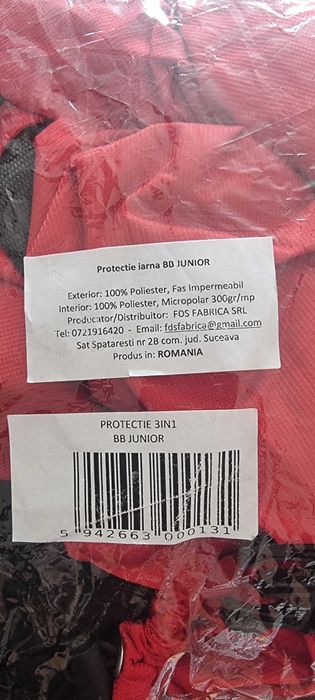 Protectie iarna BB JUNIOR
Exterior: 100% Poliester, Fas Impermeabil
Interior: 100% Poliester, Micropolar 300gr/mp
Producator/Distribuitor: FDS FABRICA SRL
Tel: 0721916420 - Email: fdsfabrica@gmail.com
Sat Spataresti nr 2B com. jud. Suceava
Produs in: ROMANIA
PROTECTIE 3IN1
BB JUNIOR
5 942663 000131